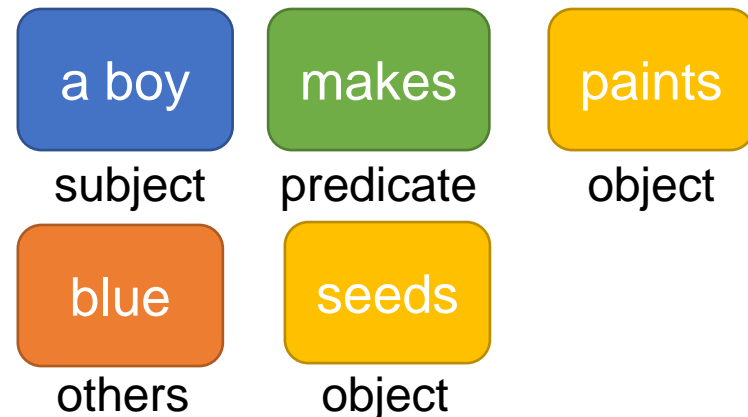 a boy makes paints
subject predicate object
blue seeds
others object